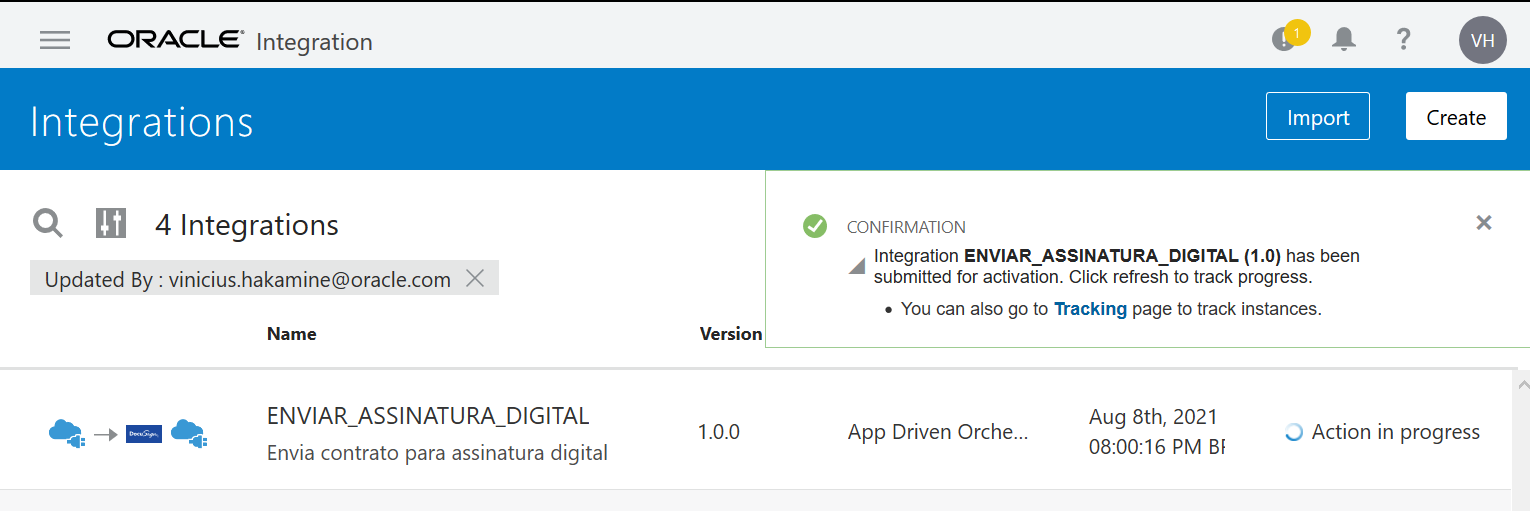 ORACLE Integration
1
VH
Integrations
Import
Create
4 Integrations
Updated By : vinicius.hakamine@oracle.com
CONFIRMATION
Integration ENVIAR_ASSINATURA_DIGITAL (1.0) has been
submitted for activation. Click refresh to track progress.
• You can also go to Tracking page to track instances.
Name
Version
DocuSign
ENVIAR_ASSINATURA_DIGITAL
Envia contrato para assinatura digital
1.0.0
App Driven Orche...
Aug 8th, 2021
08:00:16 PM
Action in progress